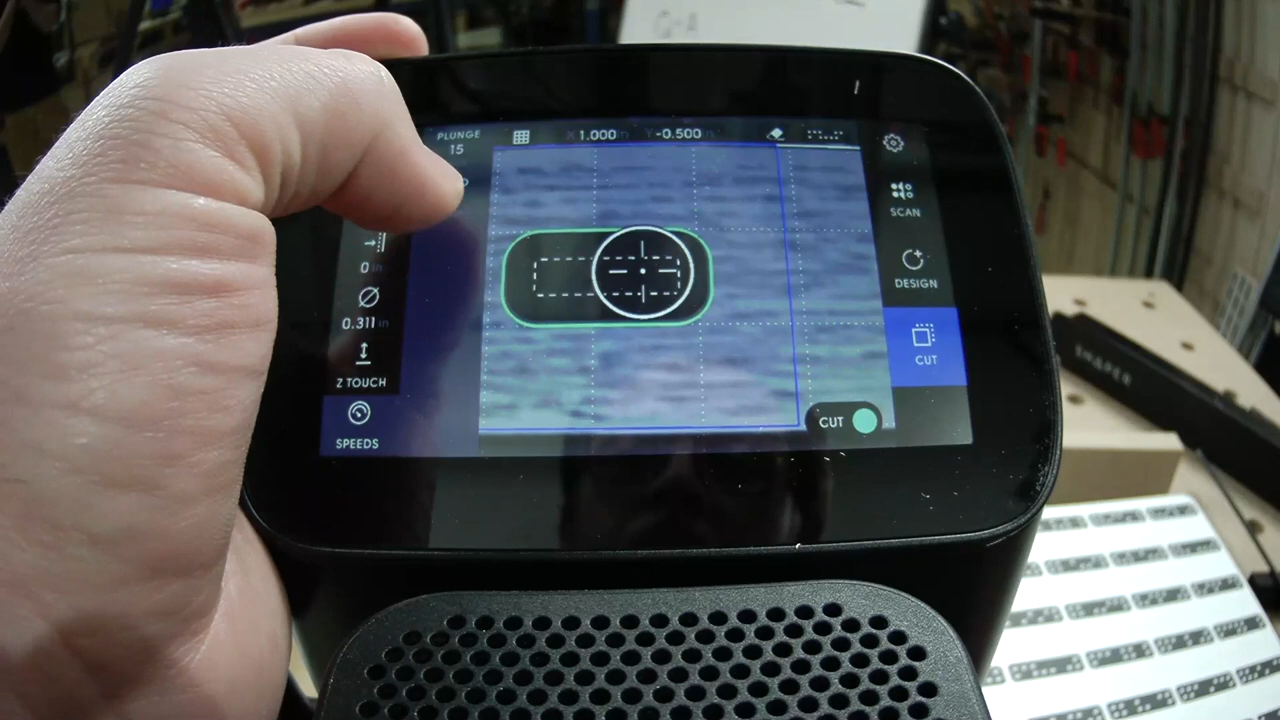 G-A
PLUNGE
15
X 1.000 in Y -0.500 in
0 in
0.311 in
Z TOUCH
SPEEDS
SCAN
DESIGN
CUT
CUT
SHAPER